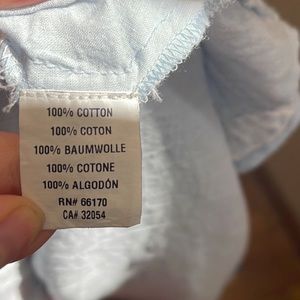 100% COTTON
100% COTON
100% BAUMWOLLE
100% COTONE
100% ALGODÓN
RN# 66170
CA# 32054